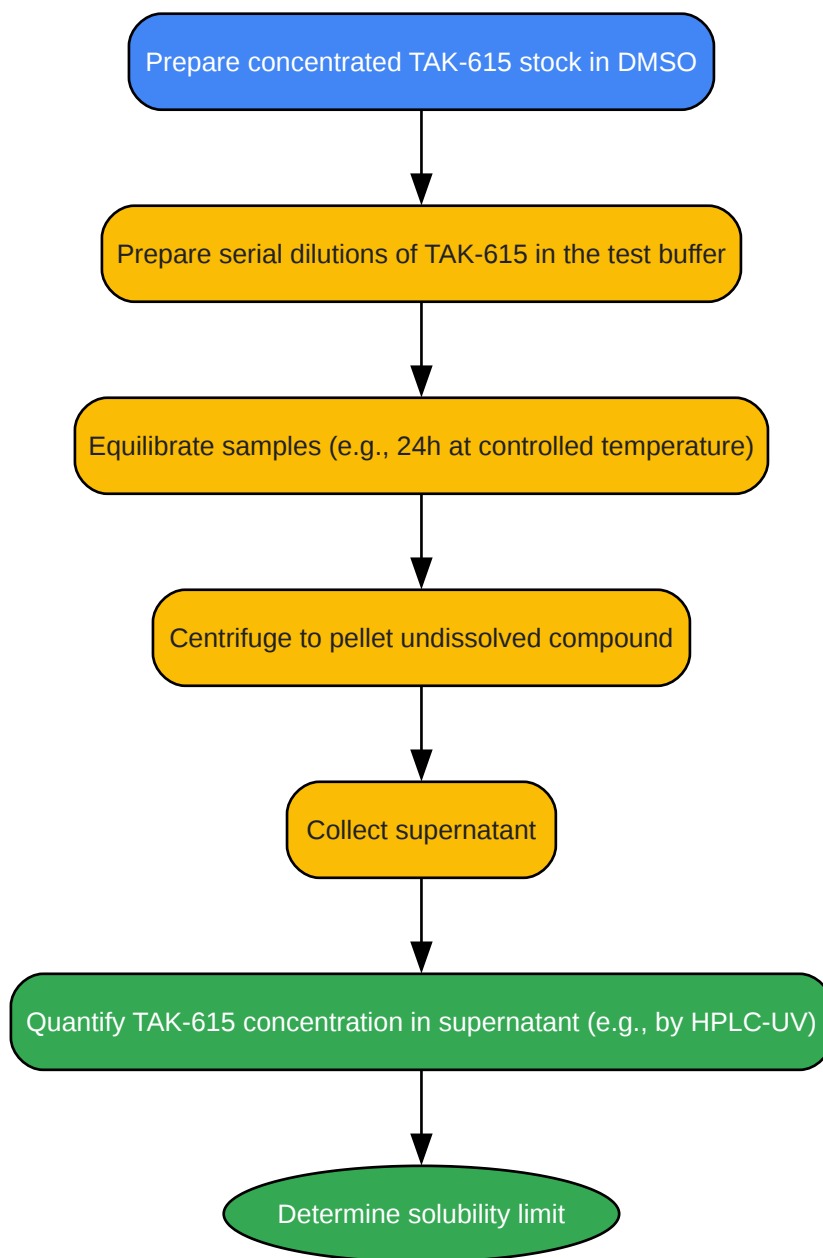 Prepare concentrated TAK-615 stock in DMSO
Prepare serial dilutions of TAK-615 in the test buffer
Equilibrate samples (e.g., 24h at controlled temperature)
Centrifuge to pellet undissolved compound
Collect supernatant
Quantify TAK-615 concentration in supernatant (e.g., by HPLC-UV)
Determine solubility limit